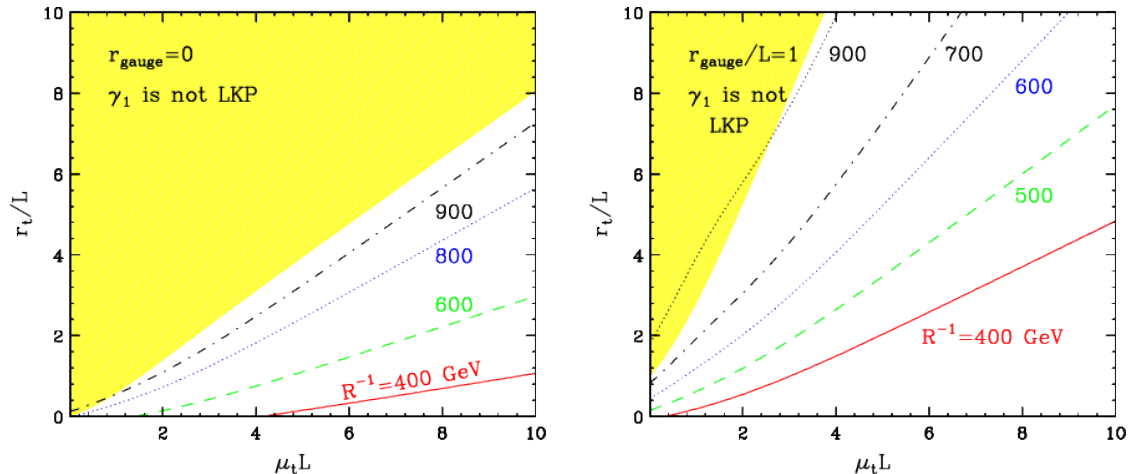 10
8
6
4
2
0
r_t/L
r_gauge=0
γ_1 is not LKP
900
800
600
R^{-1}=400 GeV
2
4
6
8
10
μ_tL
10
8
6
4
2
0
r_t/L
r_gauge/L=1
γ_1 is not
LKP
900
700
600
500
R^{-1}=400 GeV
2
4
6
8
10
μ_tL